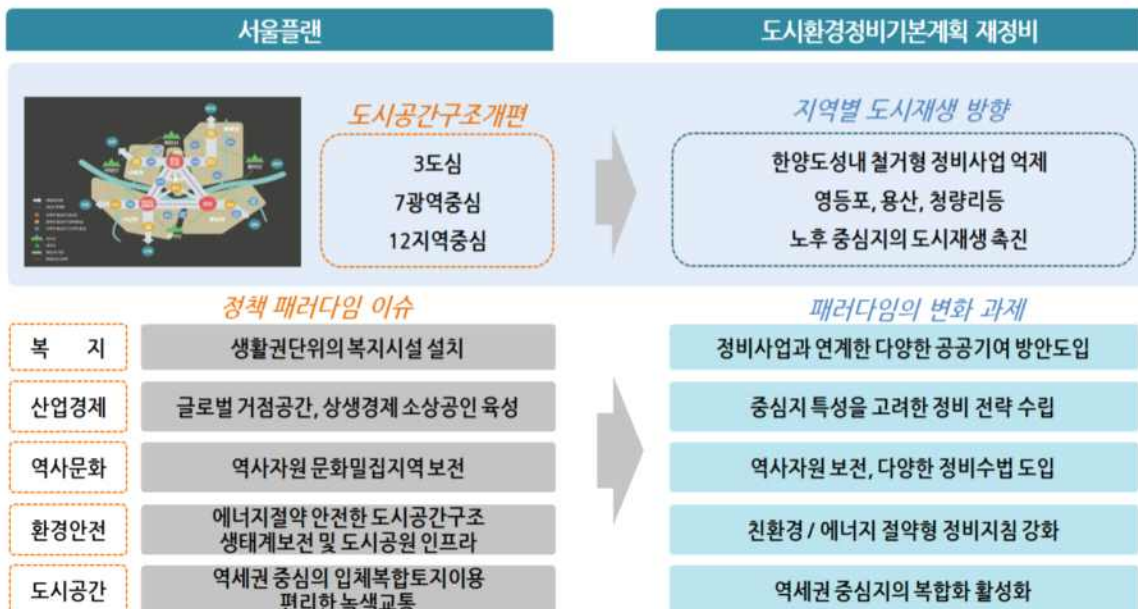 서울플랜
도시환경정비기본계획 재정비
도시공간구조개편
3도심
7광역중심
12지역중심
지역별 도시재생 방향
한양도성내 철거형 정비사업 억제
영등포, 용산, 청량리등
노후 중심지의 도시재생 촉진
정책 패러다임 이슈
패러다임의 변화 과제
복 지
생활권단위의 복지시설 설치
정비사업과 연계한 다양한 공공기여 방안도입
산업경제
글로벌 거점공간, 상생경제 소상공인 육성
중심지 특성을 고려한 정비 전략 수립
역사문화
역사자원 문화밀집지역 보전
역사자원 보전, 다양한 정비수법 도입
환경안전
에너지절약 안전한 도시공간구조
생태계보전 및 도시공원 인프라
친환경 / 에너지 절약형 정비지침 강화
도시공간
역세권 중심의 입체복합토지이용
편리한 녹색교통
역세권 중심지의 복합화 활성화